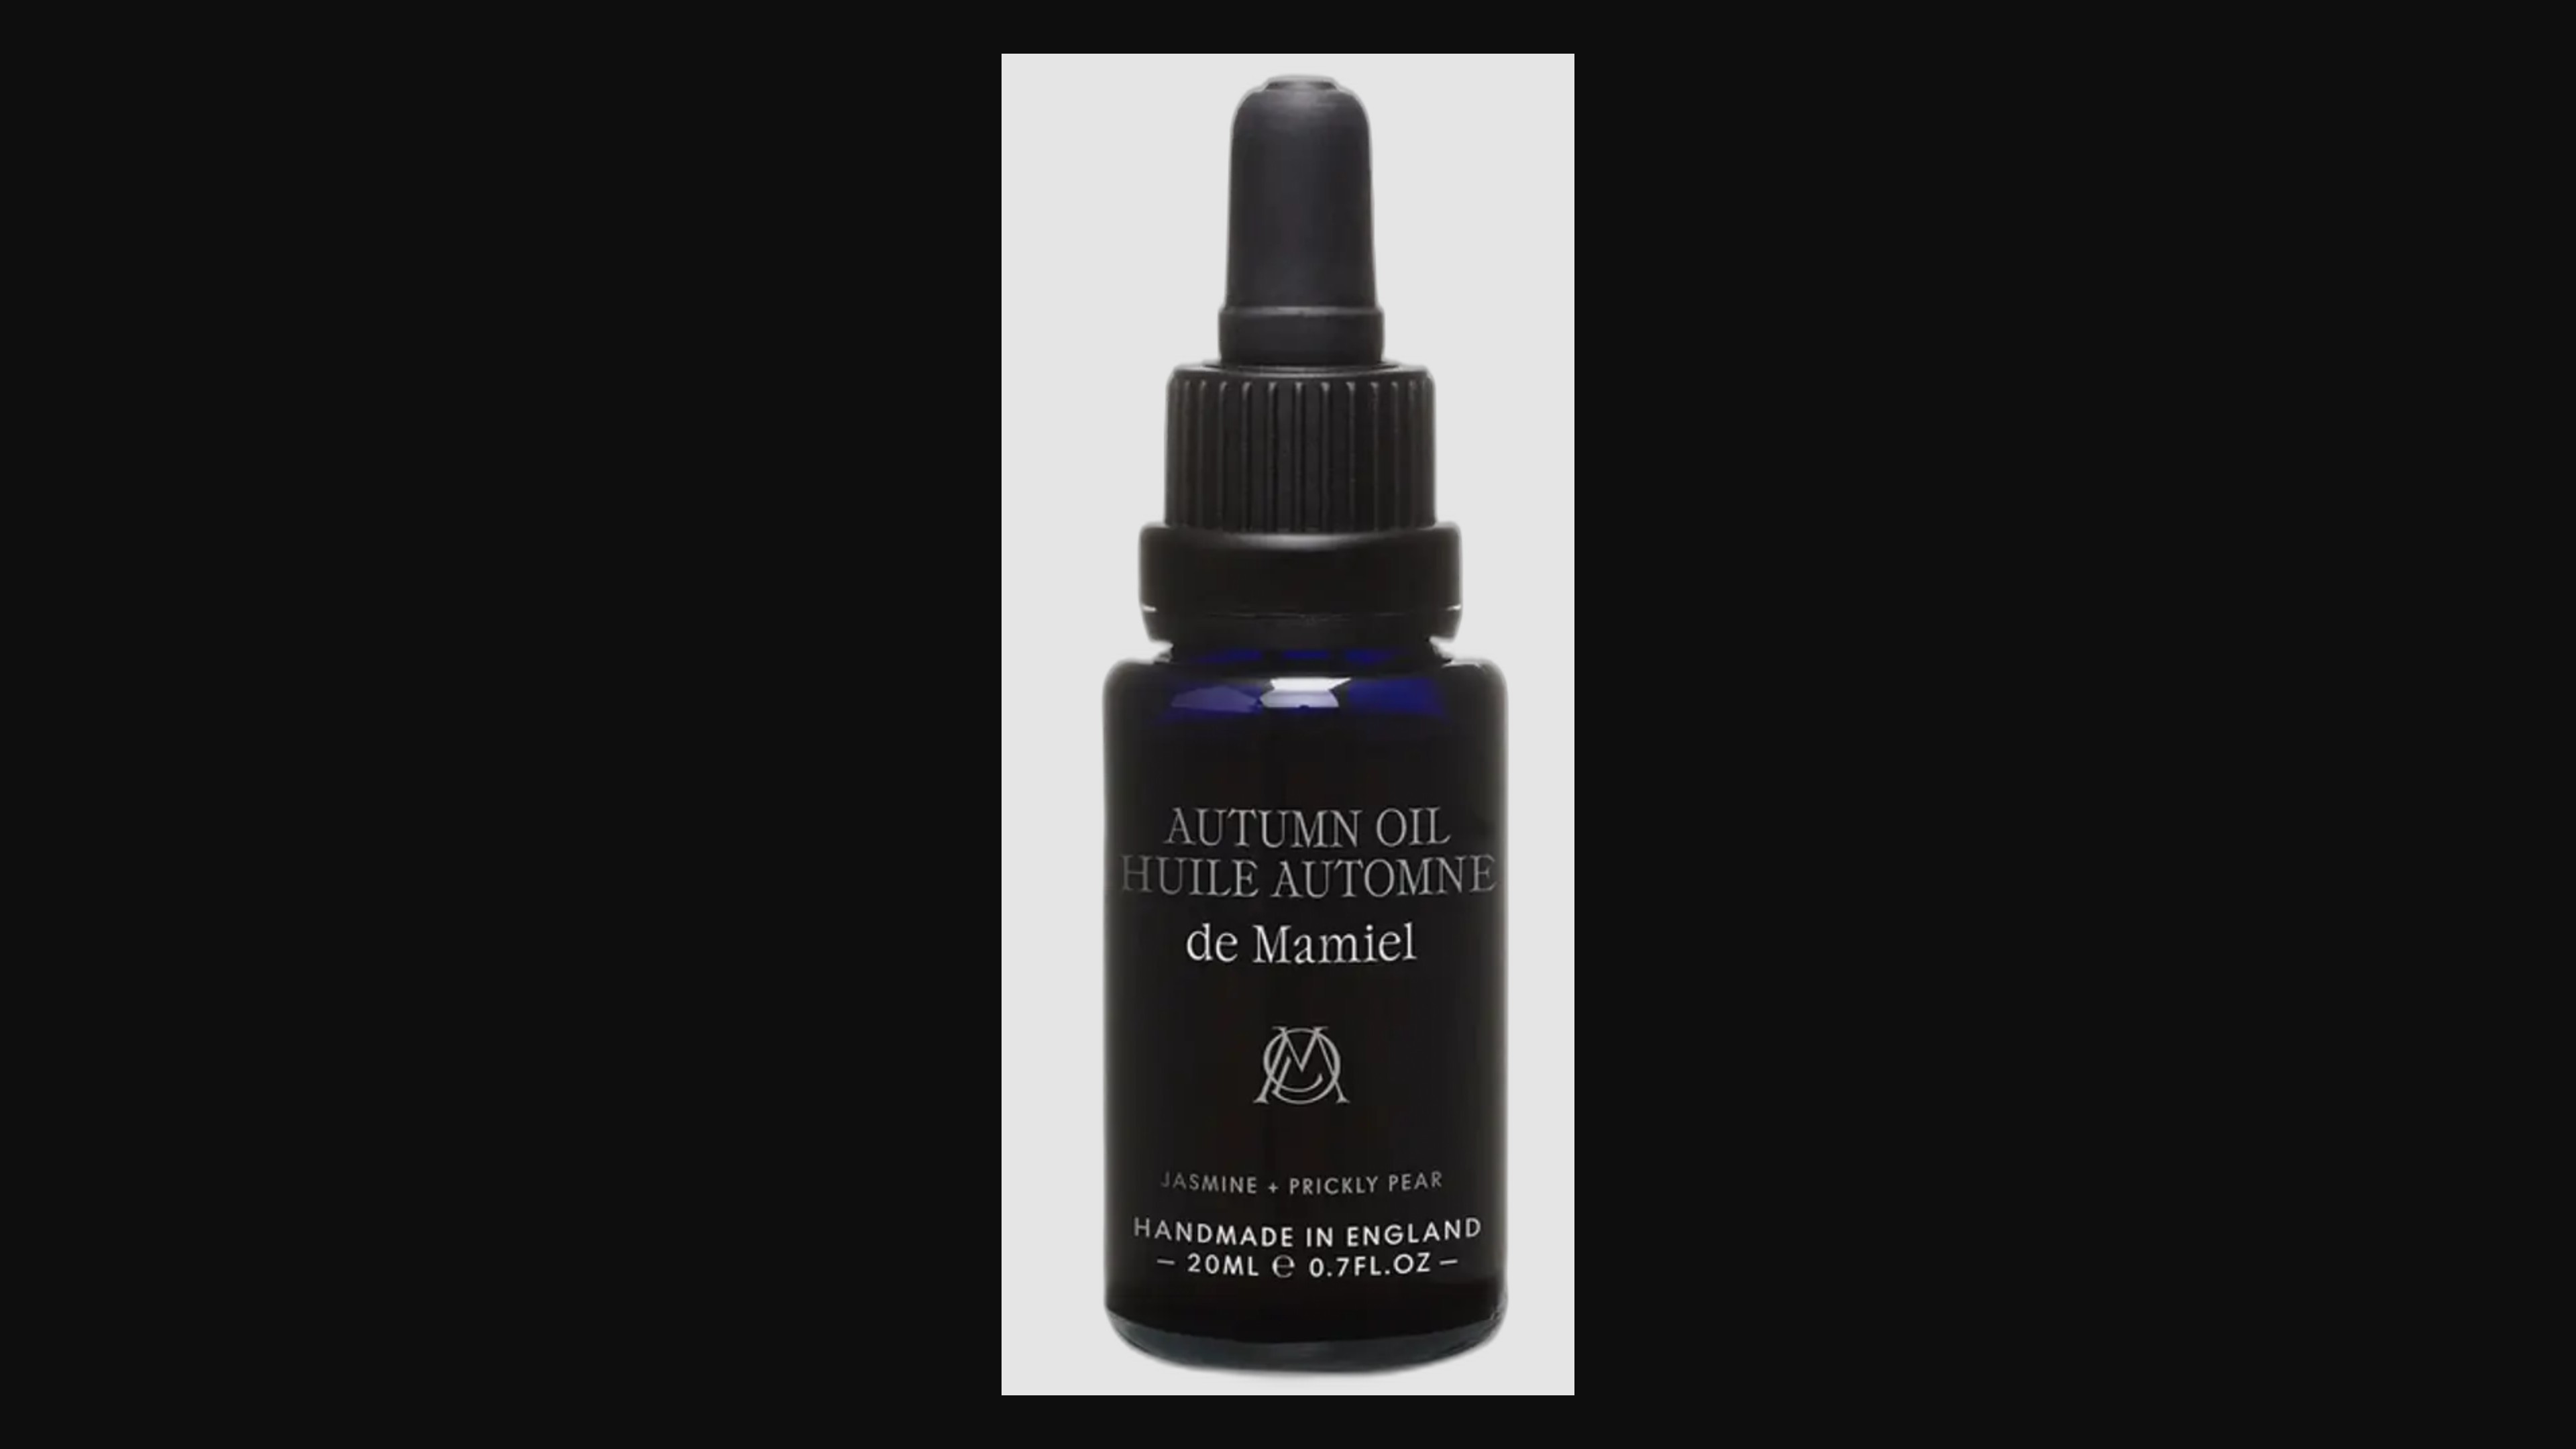 AUTUMN OIL
HUILE AUTOMNE
de Mamiel
JASMINE + PRICKLY PEAR
HANDMADE IN ENGLAND
— 20ML ℮ 0.7FL.OZ —